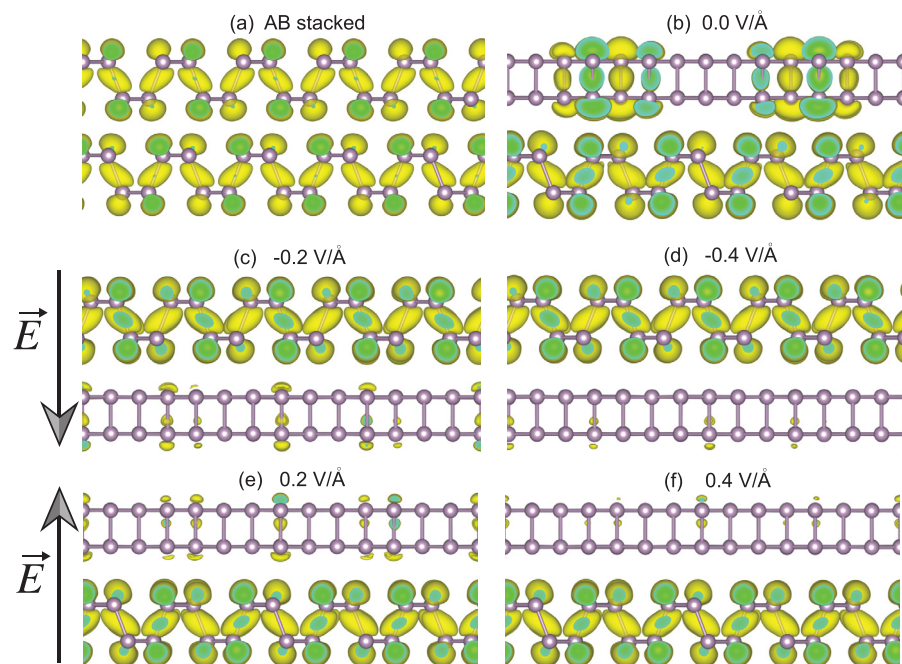 (a) AB stacked
(b) 0.0 V/Å
(c) -0.2 V/Å
(d) -0.4 V/Å
E⃗
(e) 0.2 V/Å
(f) 0.4 V/Å
E⃗